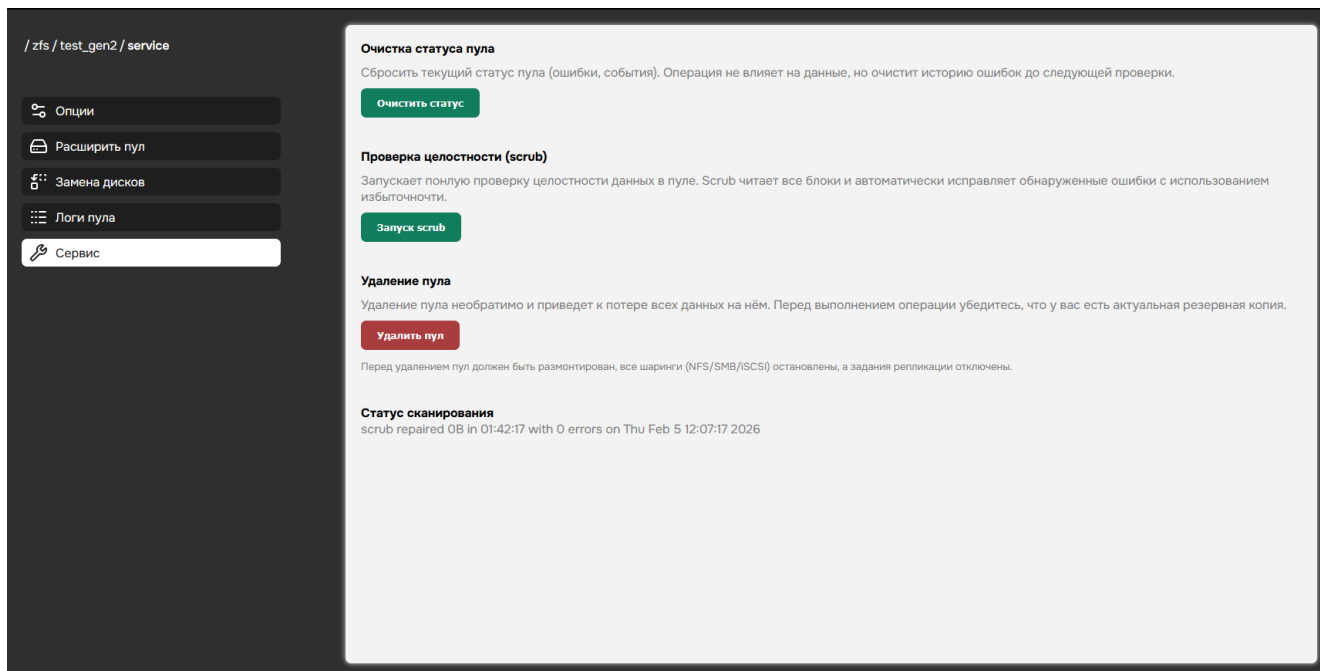 / zfs / test_gen2 / service
Опции
Расширить пул
Замена дисков
Логи пула
Сервис
Очистка статуса пула
Сбросить текущий статус пула (ошибки, события). Операция не влияет на данные, но очистит историю ошибок до следующей проверки.
Очистить статус
Проверка целостности (scrub)
Запускает понлую проверку целостности данных в пуле. Scrub читает все блоки и автоматически исправляет обнаруженные ошибки с использованием
избыточночти.
Запуск scrub
Удаление пула
Удаление пула необратимо и приведет к потере всех данных на нём. Перед выполнением операции убедитесь, что у вас есть актуальная резервная копия.
Удалить пул
Перед удалением пул должен быть размонтирован, все шаринги (NFS/SMB/iSCSI) остановлены, а задания репликации отключены.
Статус сканирования
scrub repaired 0B in 01:42:17 with 0 errors on Thu Feb 5 12:07:17 2026